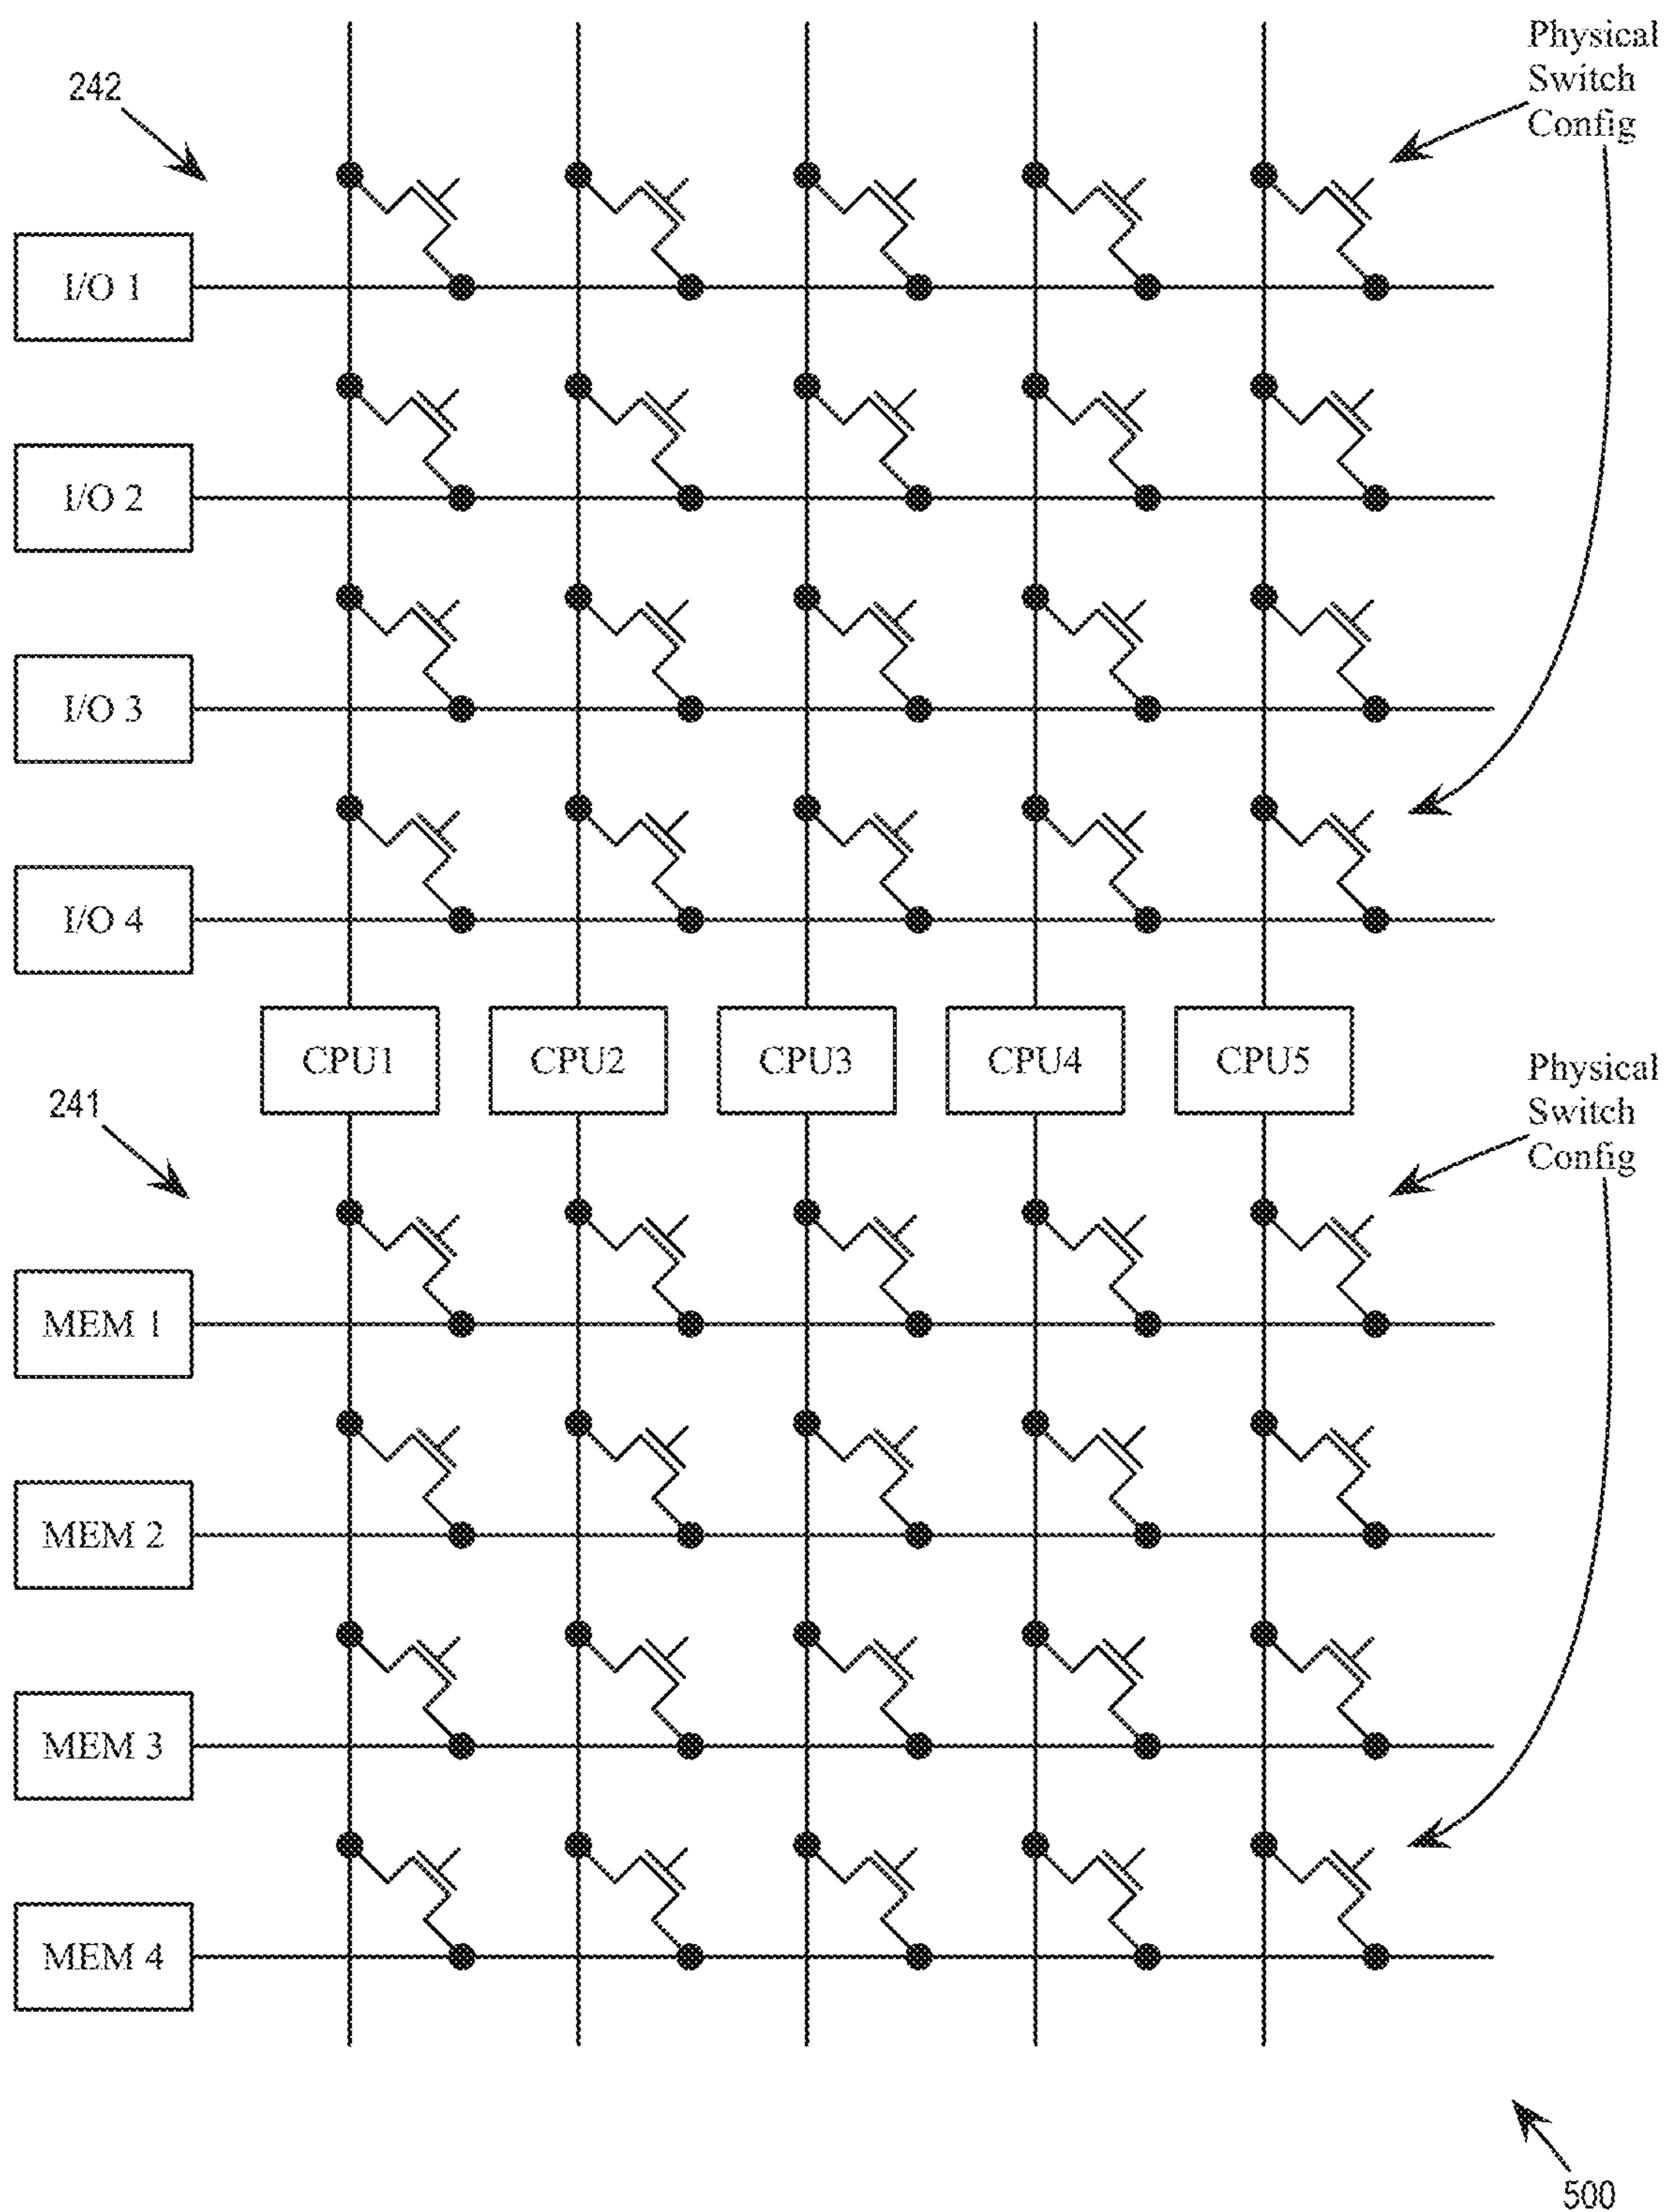 Physical
Switch
Config
242
I/O 1
I/O 2
I/O 3
I/O 4
CPU1 CPU2 CPU3 CPU4 CPU5
241
Physical
Switch
Config
MEM 1
MEM 2
MEM 3
MEM 4
500